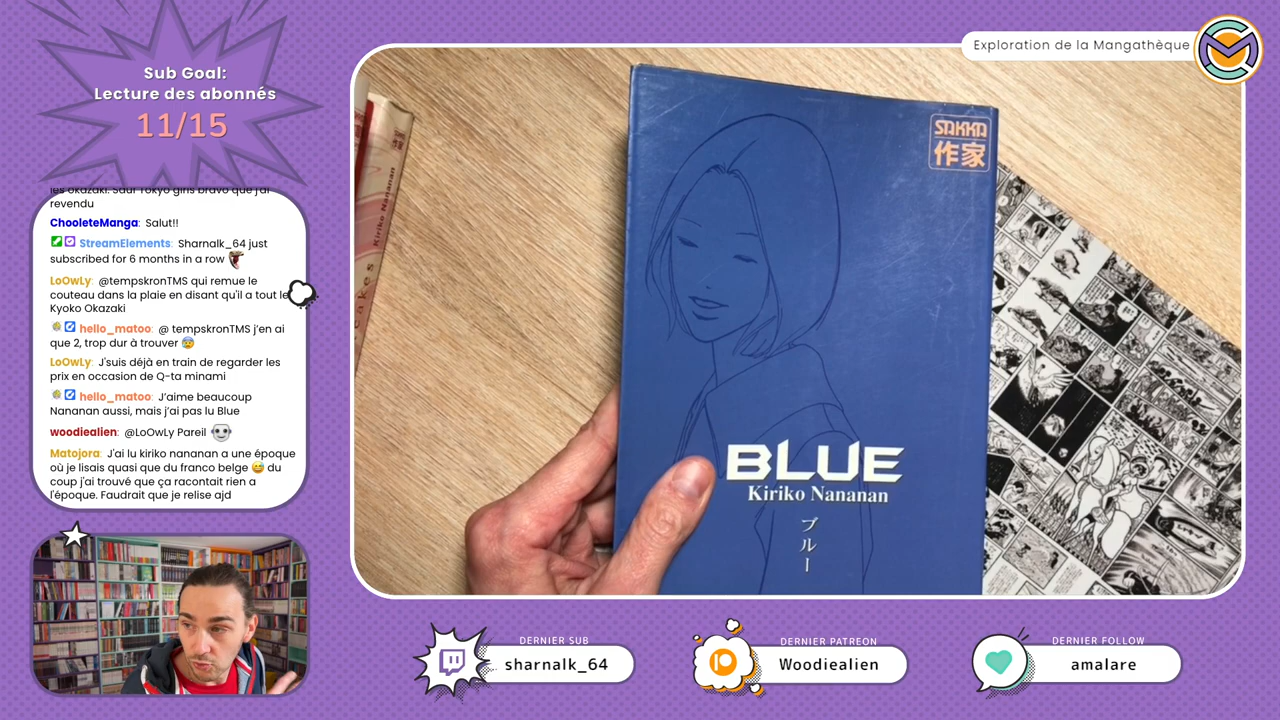 Sub Goal:
Lecture des abonnés
11/15
les okazaki. Sauf Tokyo girls bravo que j'ai
revendu
ChooleteManga: Salut!!
StreamElements: Sharnalk_64 just
subscribed for 6 months in a row
LoOwLy: @tempskronTMS qui remue le
couteau dans la plaie en disant qu'il a tout le
Kyoko Okazaki
hello_matoo: @ tempskronTMS j'en ai
que 2, trop dur à trouver
LoOwLy: J'suis déjà en train de regarder les
prix en occasion de Q-ta minami
hello_matoo: J'aime beaucoup
Nananan aussi, mais j'ai pas lu Blue
woodiealien: @LoOwLy Pareil
Matojora: J'ai lu kiriko nananan a une époque
où je lisais quasi que du franco belge du
coup j'ai trouvé que ça racontait rien a
l'époque. Faudrait que je relise ajd
Exploration de la Mangathèque
Kiriko Nananan
SAKKA
作家
BLUE
Kiriko Nananan
ブルー
DERNIER SUB
sharnalk_64
DERNIER PATREON
Woodiealien
DERNIER FOLLOW
amalare